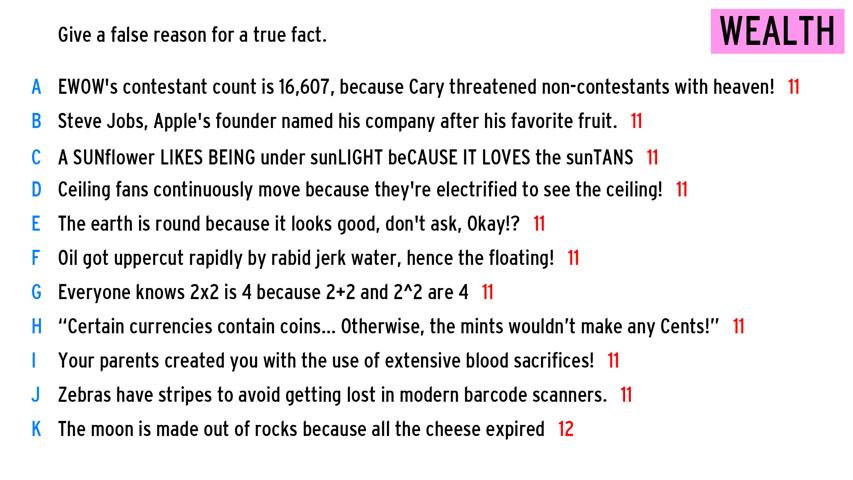 Give a false reason for a true fact.
WEALTH
A EWOW's contestant count is 16,607, because Cary threatened non-contestants with heaven! 11
B Steve Jobs, Apple's founder named his company after his favorite fruit. 11
C A SUNflower LIKES BEING under sunLIGHT beCAUSE IT LOVES the sunTANS 11
D Ceiling fans continuously move because they're electrified to see the ceiling! 11
E The earth is round because it looks good, don't ask, Okay!? 11
F Oil got uppercut rapidly by rabid jerk water, hence the floating! 11
G Everyone knows 2x2 is 4 because 2+2 and 2^2 are 4 11
H “Certain currencies contain coins... Otherwise, the mints wouldn’t make any Cents!” 11
I Your parents created you with the use of extensive blood sacrifices! 11
J Zebras have stripes to avoid getting lost in modern barcode scanners. 11
K The moon is made out of rocks because all the cheese expired 12